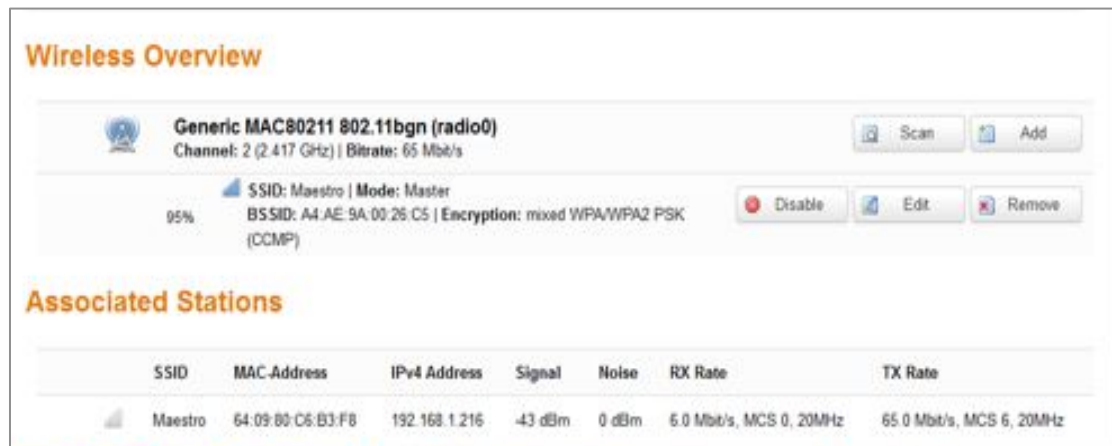 Wireless Overview
Generic MAC80211 802.11bgn (radio0)
Scan
Add
Channel: 2 (2.417 GHz) | Bitrate: 65 Mbit/s
SSID: Maestro | Mode: Master
95%
BSSID: A4:AE:9A:00:26:C5 | Encryption: mixed WPA/WPA2 PSK
(CCMP)
Disable
Edit
Remove
Associated Stations
SSID MAC-Address IPv4 Address Signal Noise RX Rate TX Rate
Maestro 64:09:80:C6:B3:F8 192.168.1.216 -43 dBm 0 dBm 6.0 Mbit/s, MCS 0, 20MHz 65.0 Mbit/s, MCS 6, 20MHz